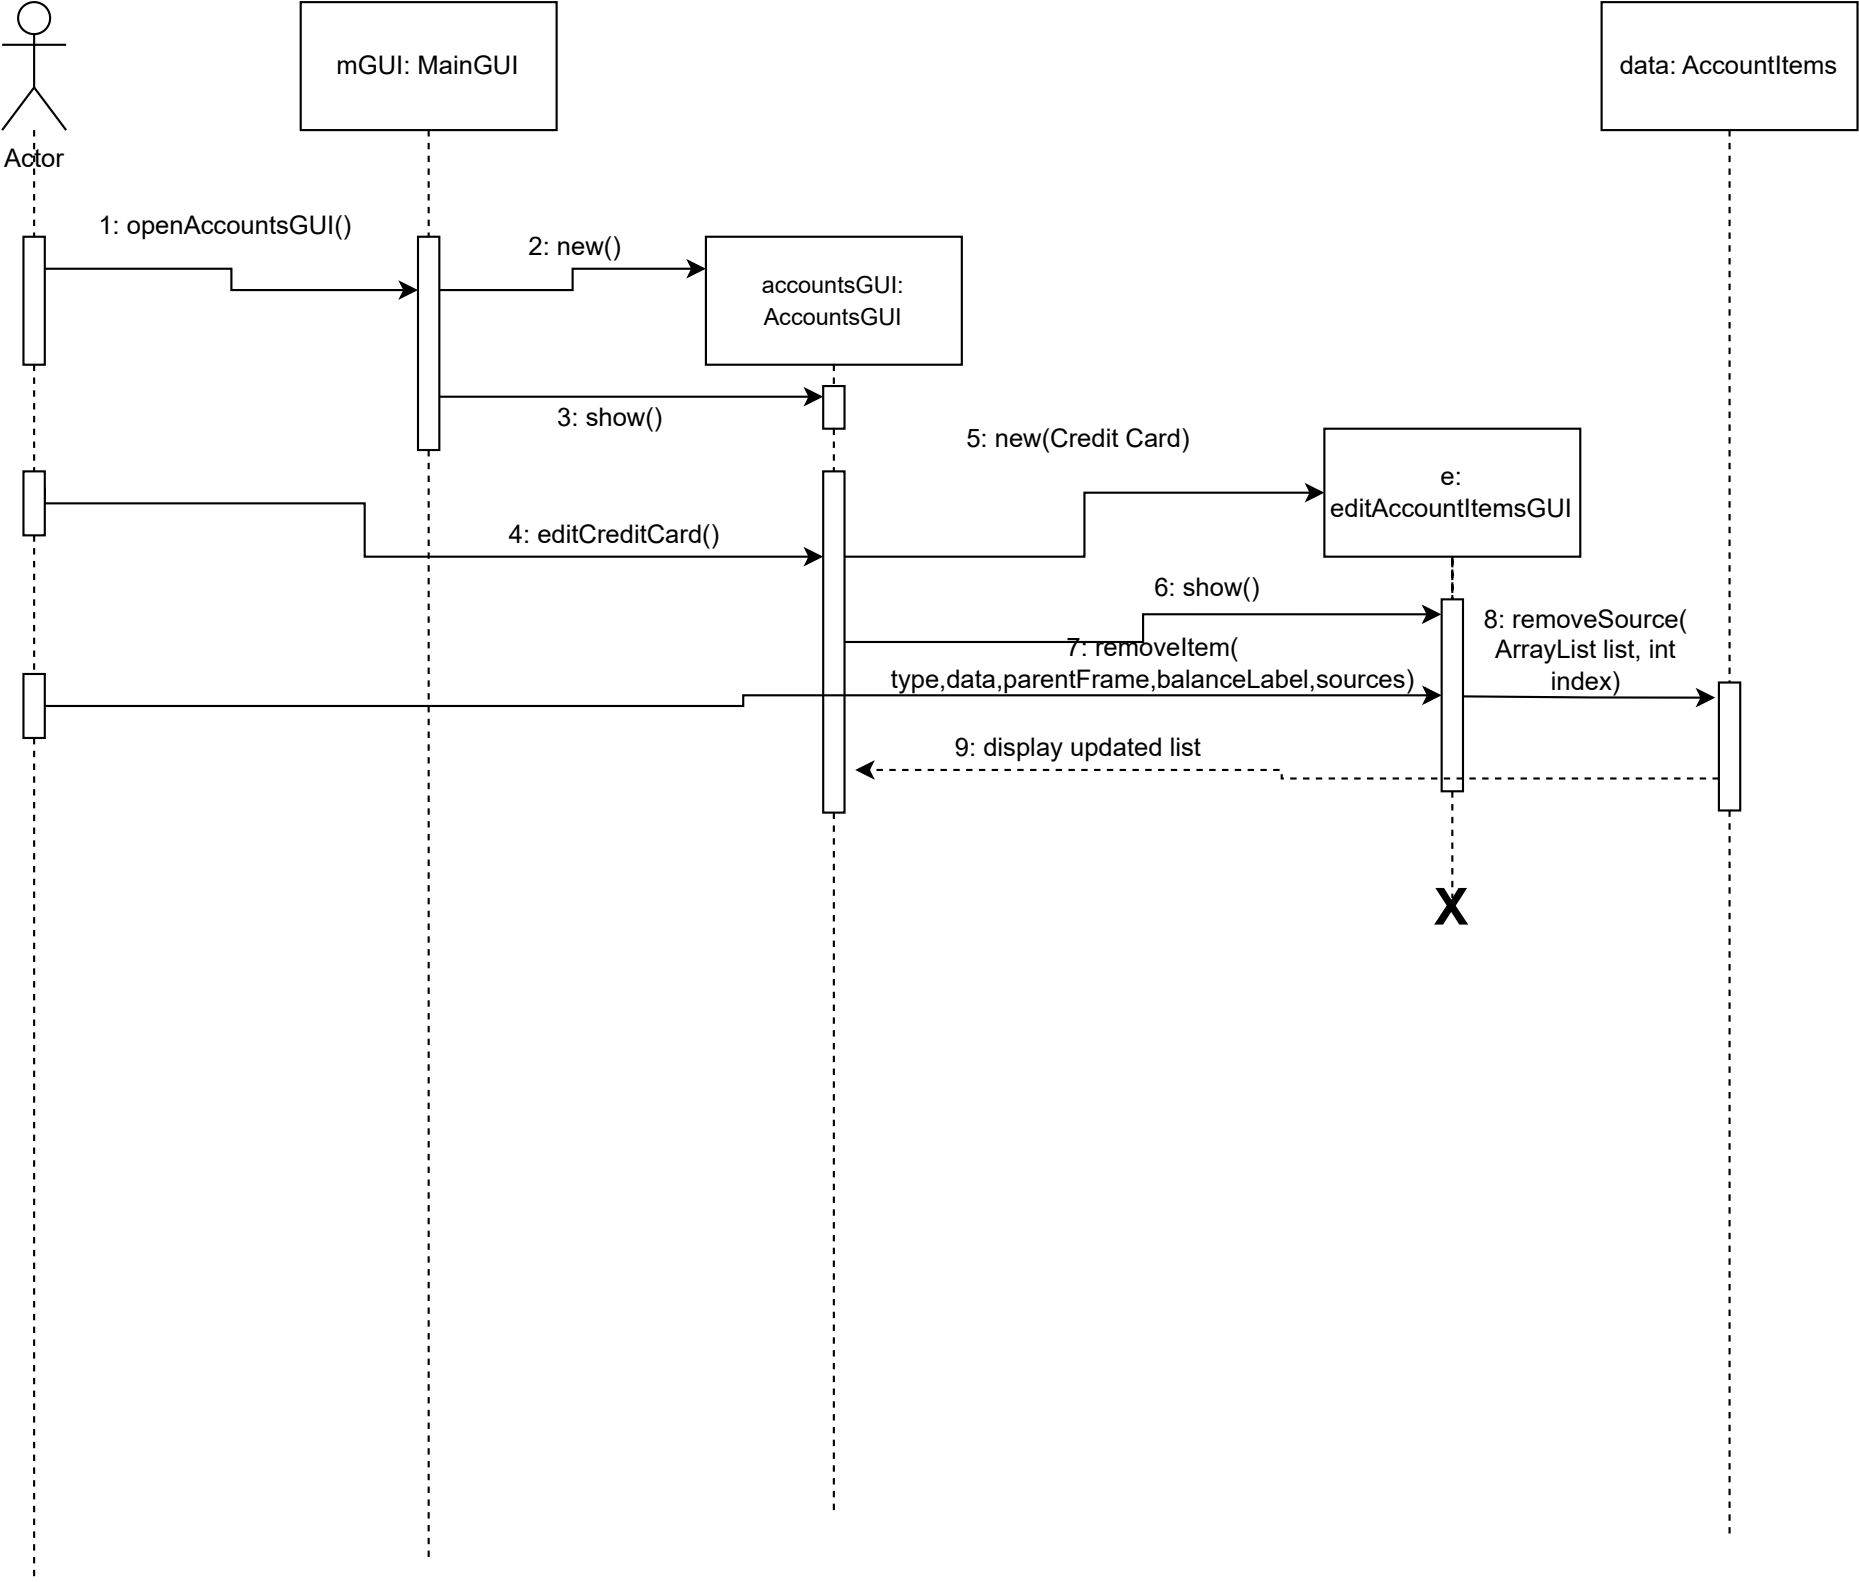 mGUI: MainGUI
data: AccountItems
Actor
1: openAccountsGUI()
2: new()
accountsGUI:
AccountsGUI
3: show()
5: new(Credit Card)
e:
editAccountItemsGUI
4: editCreditCard()
6: show()
8: removeSource(
ArrayList list, int
index)
7: removeItem(
type,data,parentFrame,balanceLabel,sources)
9: display updated list
X